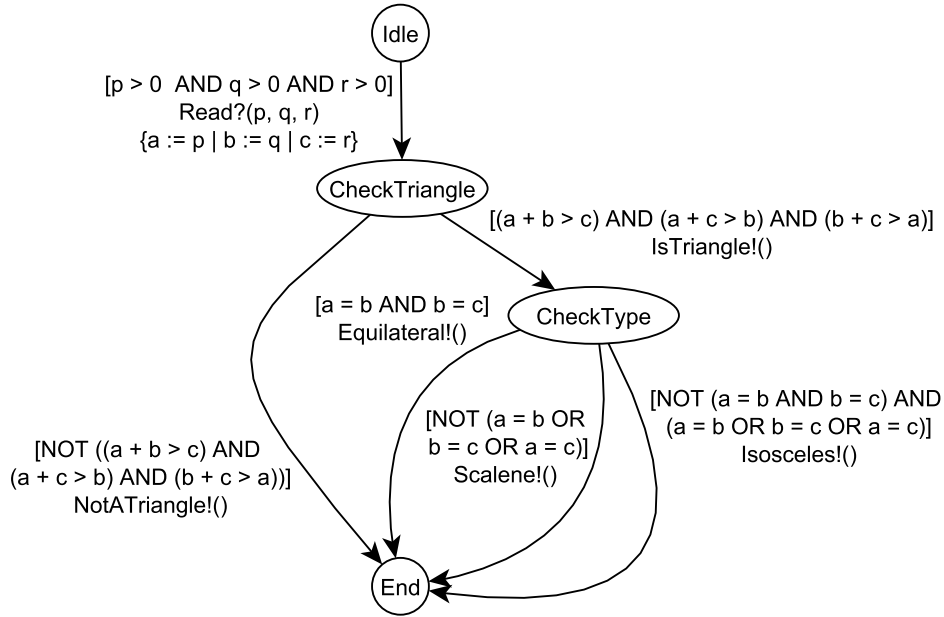 Idle
[p > 0  AND q > 0 AND r > 0]
Read?(p, q, r)
{a := p | b := q | c := r}
CheckTriangle
[(a + b > c) AND (a + c > b) AND (b + c > a)]
IsTriangle!()
[a = b AND b = c]
Equilateral!()
CheckType
[NOT (a = b OR
b = c OR a = c)]
Scalene!()
[NOT (a = b AND b = c) AND
(a = b OR b = c OR a = c)]
Isosceles!()
[NOT ((a + b > c) AND
(a + c > b) AND (b + c > a))]
NotATriangle!()
End